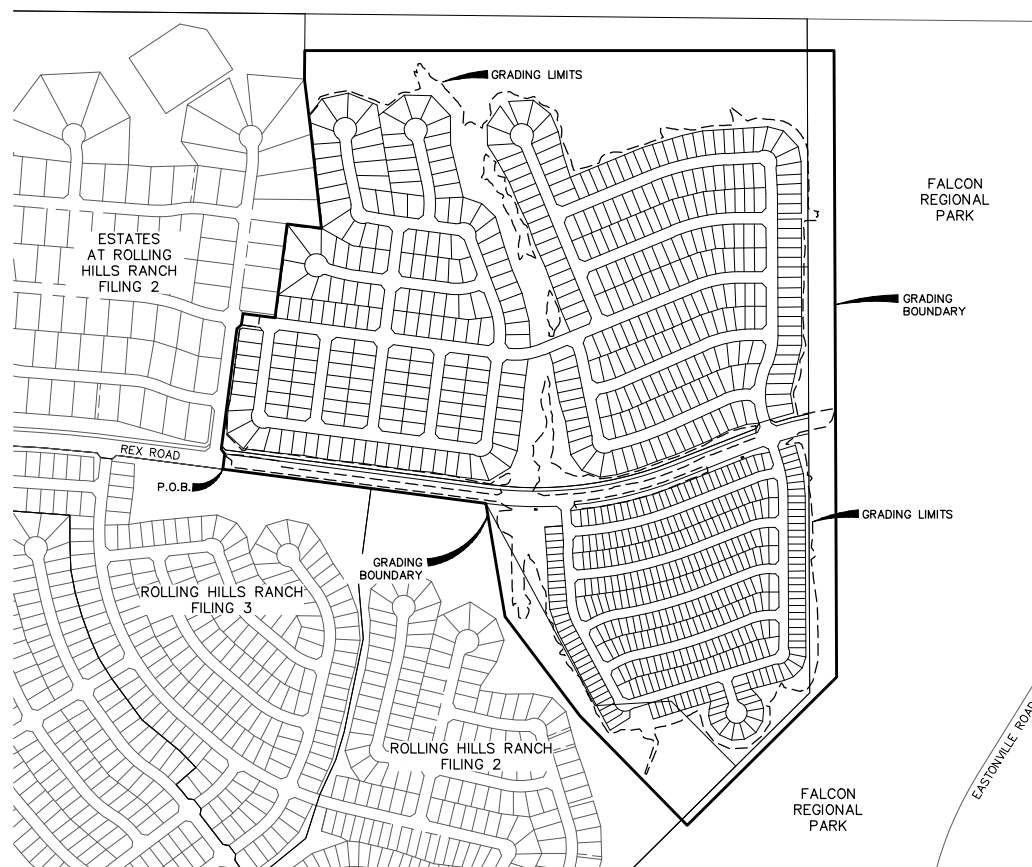 GRADING LIMITS
FALCON
REGIONAL
PARK
ESTATES
AT ROLLING
HILLS RANCH
FILING 2
GRADING
BOUNDARY
REX ROAD
P.O.B.
GRADING LIMITS
GRADING
BOUNDARY
ROLLING HILLS RANCH
FILING 3
ROLLING HILLS RANCH
FILING 2
EASTONVILLE ROAD
FALCON
REGIONAL
PARK